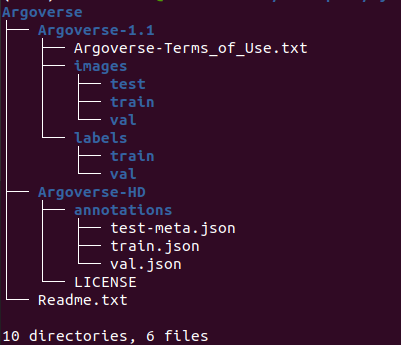 Argoverse
├── Argoverse-1.1
│   ├── Argoverse-Terms_of_Use.txt
│   ├── images
│   │   ├── test
│   │   ├── train
│   │   └── val
│   └── labels
│       ├── train
│       └── val
├── Argoverse-HD
│   ├── annotations
│   │   ├── test-meta.json
│   │   ├── train.json
│   │   └── val.json
│   └── LICENSE
└── Readme.txt
10 directories, 6 files